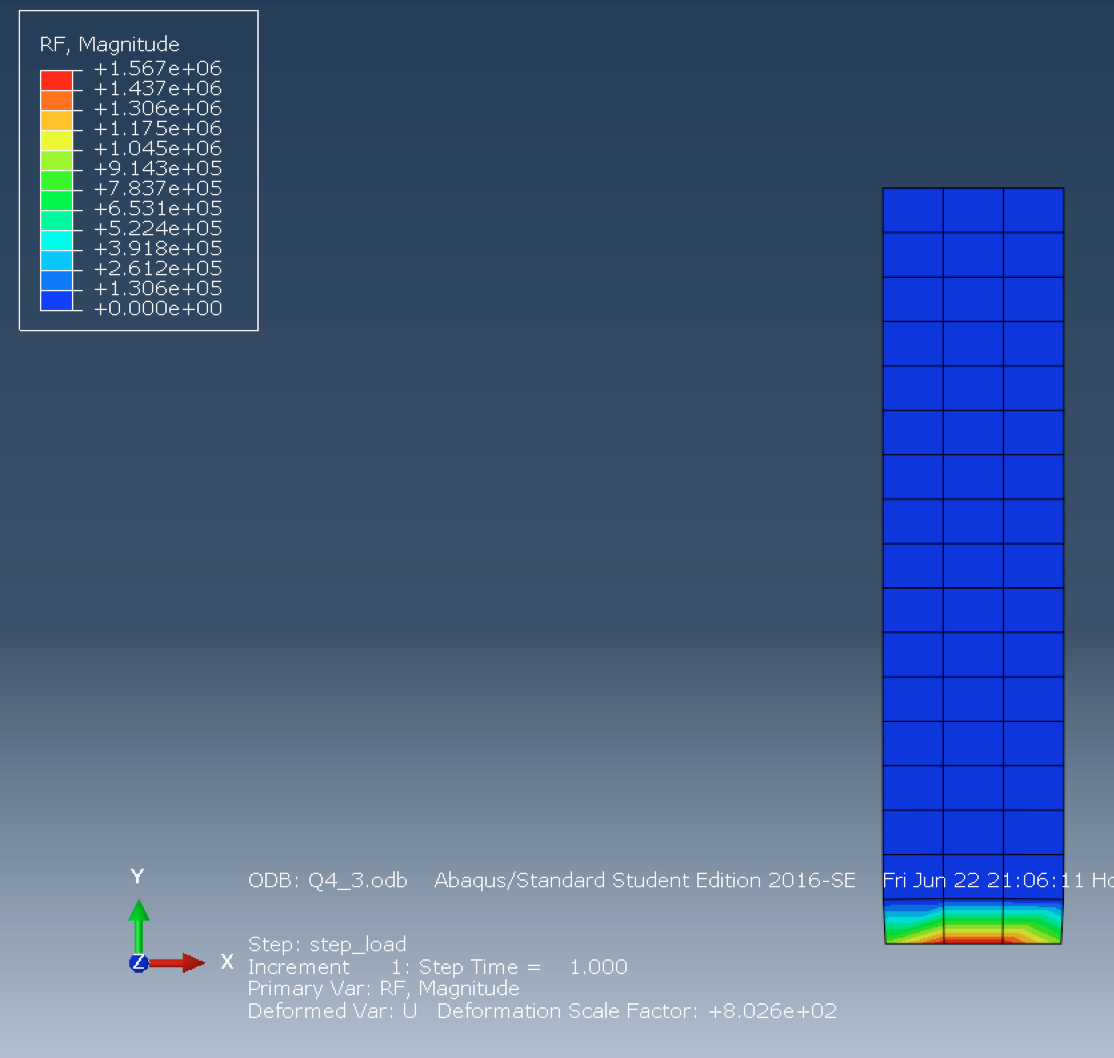 RF, Magnitude
+1.567e+06
+1.437e+06
+1.306e+06
+1.175e+06
+1.045e+06
+9.143e+05
+7.837e+05
+6.531e+05
+5.224e+05
+3.918e+05
+2.612e+05
+1.306e+05
+0.000e+00
Y
ODB: Q4_3.odb Abaqus/Standard Student Edition 2016-SE Fri Jun 22 21:06:11
Z
X
Step: step_load
Increment 1: Step Time = 1.000
Primary Var: RF, Magnitude
Deformed Var: U Deformation Scale Factor: +8.026e+02